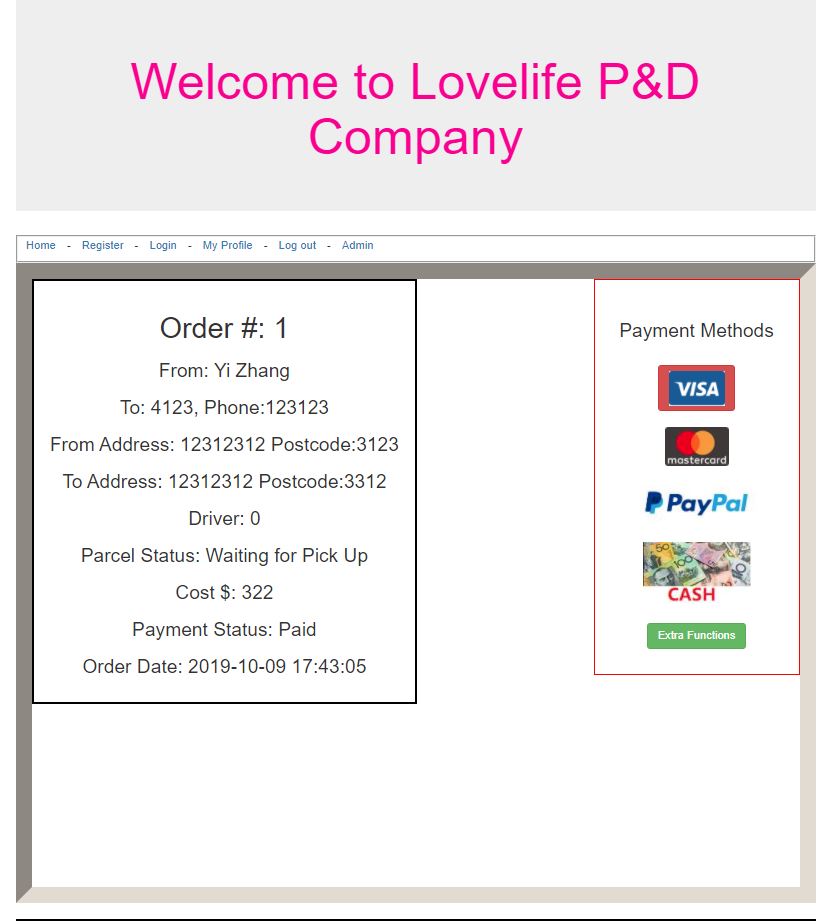 Welcome to Lovelife P&D
Company
Home - Register - Login - My Profile - Log out - Admin
Order #: 1
From: Yi Zhang
To: 4123, Phone:123123
From Address: 12312312 Postcode:3123
To Address: 12312312 Postcode:3312
Driver: 0
Parcel Status: Waiting for Pick Up
Cost $: 322
Payment Status: Paid
Order Date: 2019-10-09 17:43:05
Payment Methods
VISA
mastercard
PayPal
50
100
CASH
Extra Functions